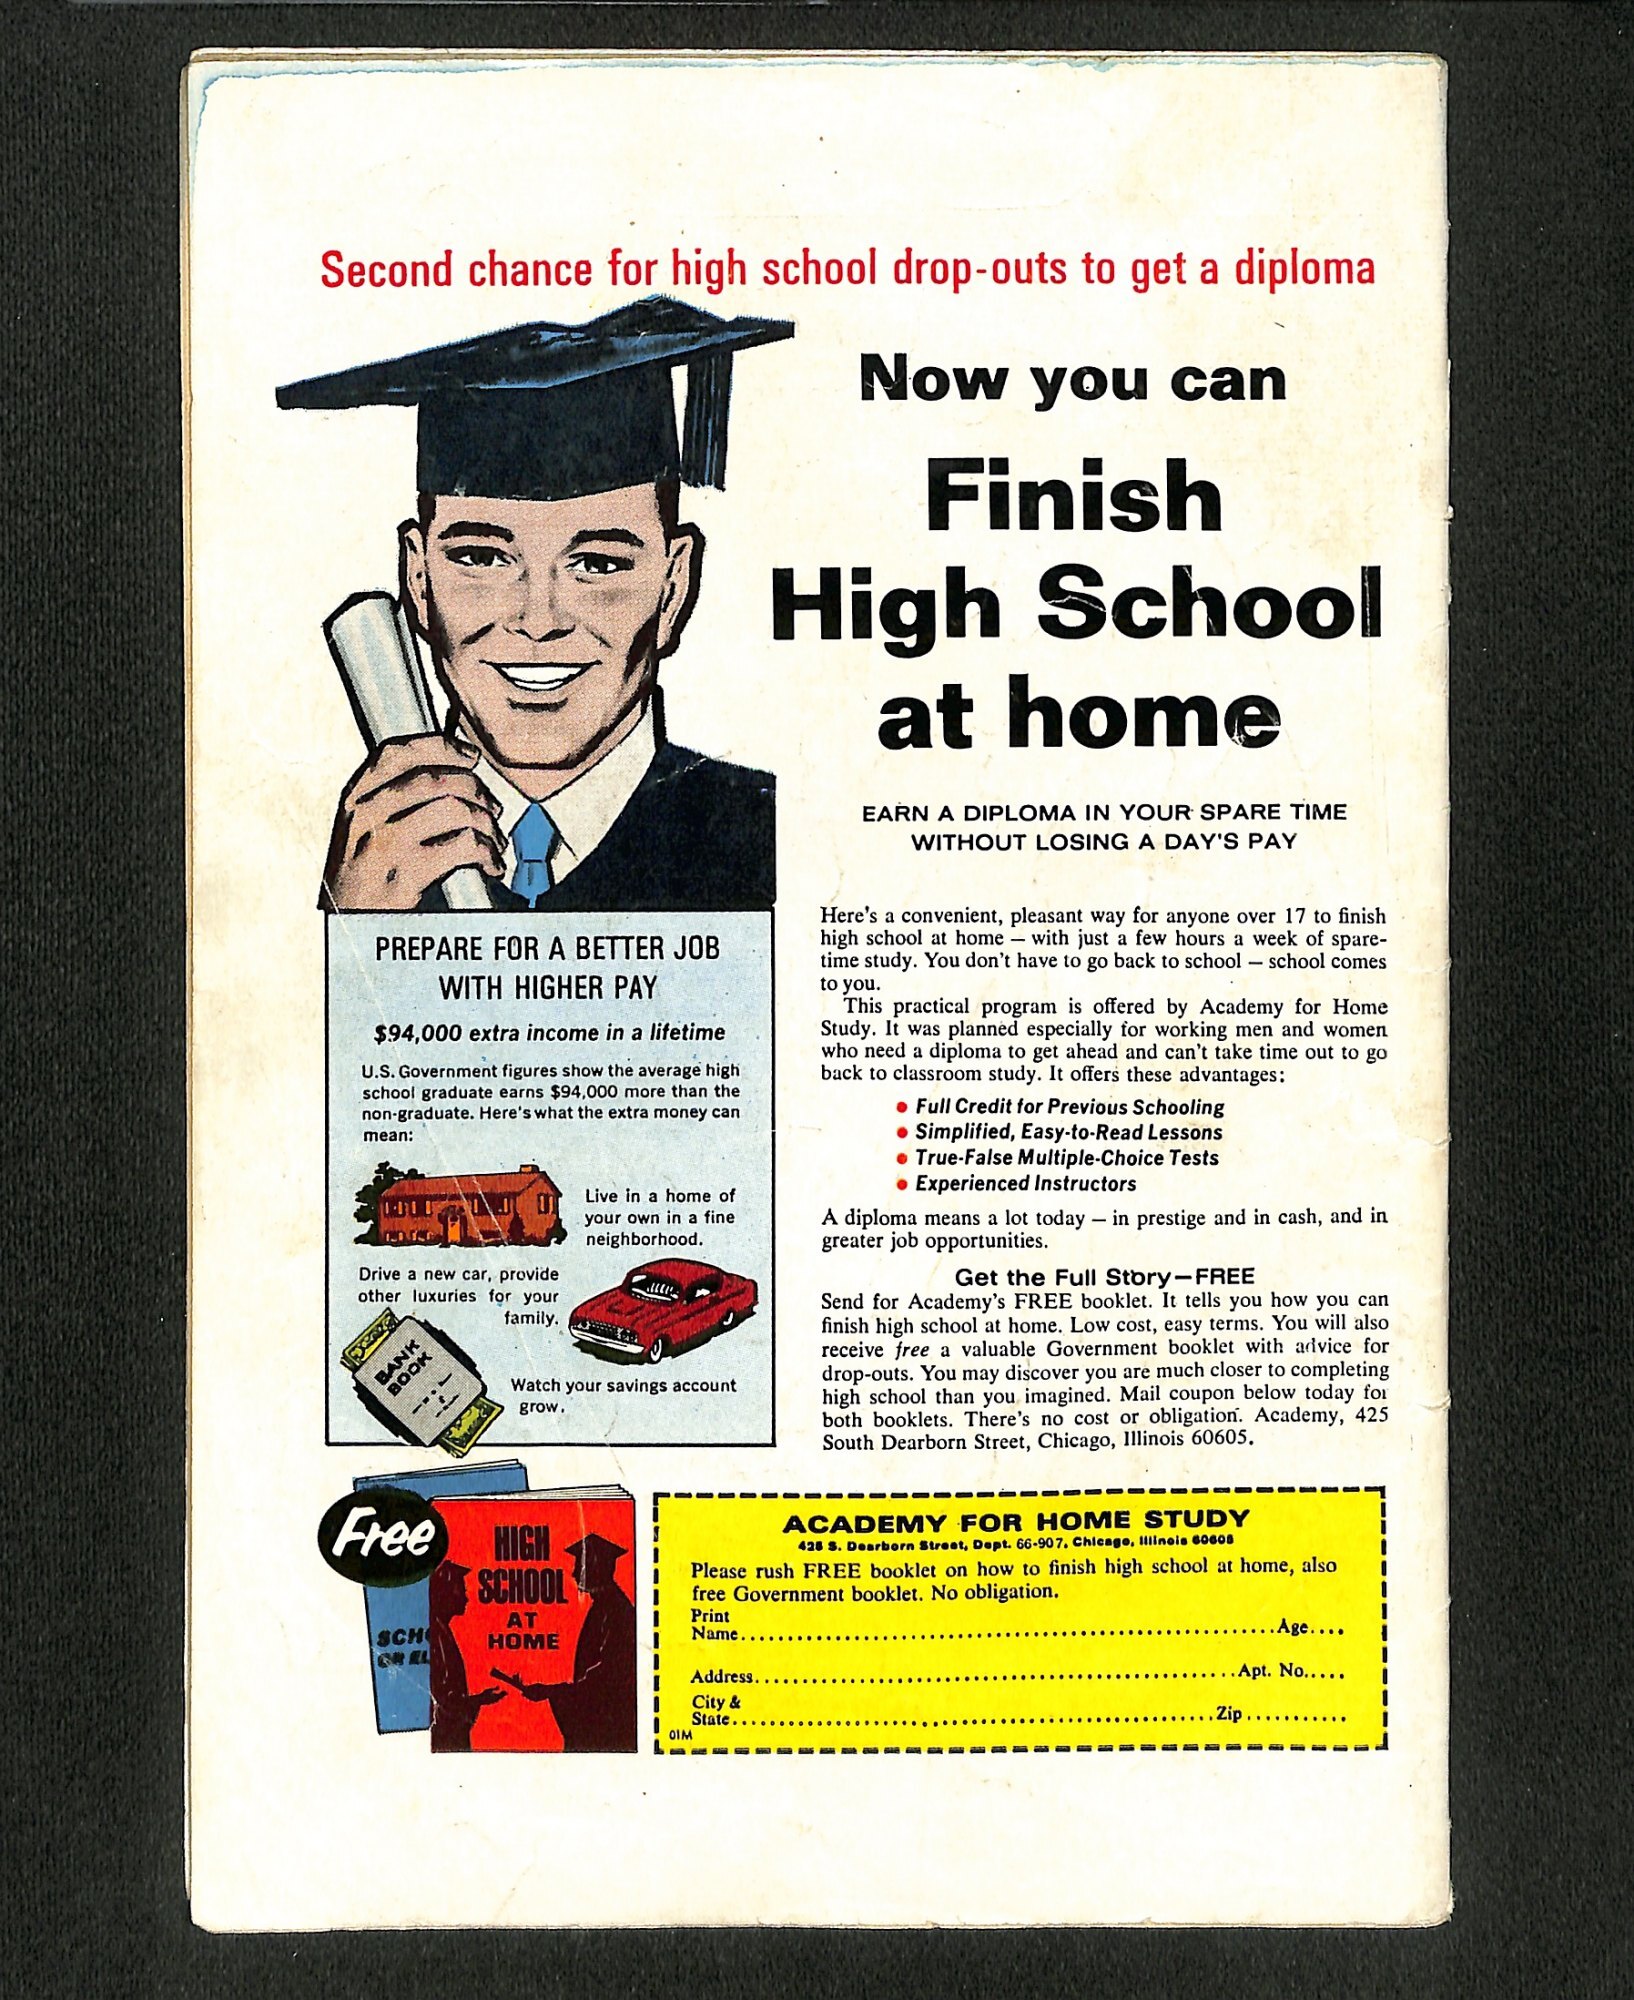 Second chance for high school drop-outs to get a diploma
Now you can
Finish
High School
at home
EARN A DIPLOMA IN YOUR SPARE TIME
WITHOUT LOSING A DAY'S PAY
PREPARE FOR A BETTER JOB
WITH HIGHER PAY
$94,000 extra income in a lifetime
U.S. Government figures show the average high
school graduate earns $94,000 more than the
non-graduate. Here's what the extra money can
mean:
Live in a home of
your own in a fine
neighborhood.
Drive a new car, provide
other luxuries for your
family.
BANK
BOOK
Watch your savings account
grow.
Here's a convenient, pleasant way for anyone over 17 to finish
high school at home — with just a few hours a week of spare-
time study. You don't have to go back to school — school comes
to you.
This practical program is offered by Academy for Home
Study. It was planned especially for working men and women
who need a diploma to get ahead and can't take time out to go
back to classroom study. It offers these advantages:
• Full Credit for Previous Schooling
• Simplified, Easy-to-Read Lessons
• True-False Multiple-Choice Tests
• Experienced Instructors
A diploma means a lot today — in prestige and in cash, and in
greater job opportunities.
Get the Full Story—FREE
Send for Academy's FREE booklet. It tells you how you can
finish high school at home. Low cost, easy terms. You will also
receive free a valuable Government booklet with advice for
drop-outs. You may discover you are much closer to completing
high school than you imagined. Mail coupon below today for
both booklets. There's no cost or obligation. Academy, 425
South Dearborn Street, Chicago, Illinois 60605.
Free
SCH
OR EL
HIGH
SCHOOL
AT
HOME
ACADEMY FOR HOME STUDY
425 S. Dearborn Street, Dept. 66-907, Chicago, Illinois 60605
Please rush FREE booklet on how to finish high school at home, also
free Government booklet. No obligation.
Print
Name..........Age....
Address..........Apt. No.....
City &
State..........Zip...........
01M